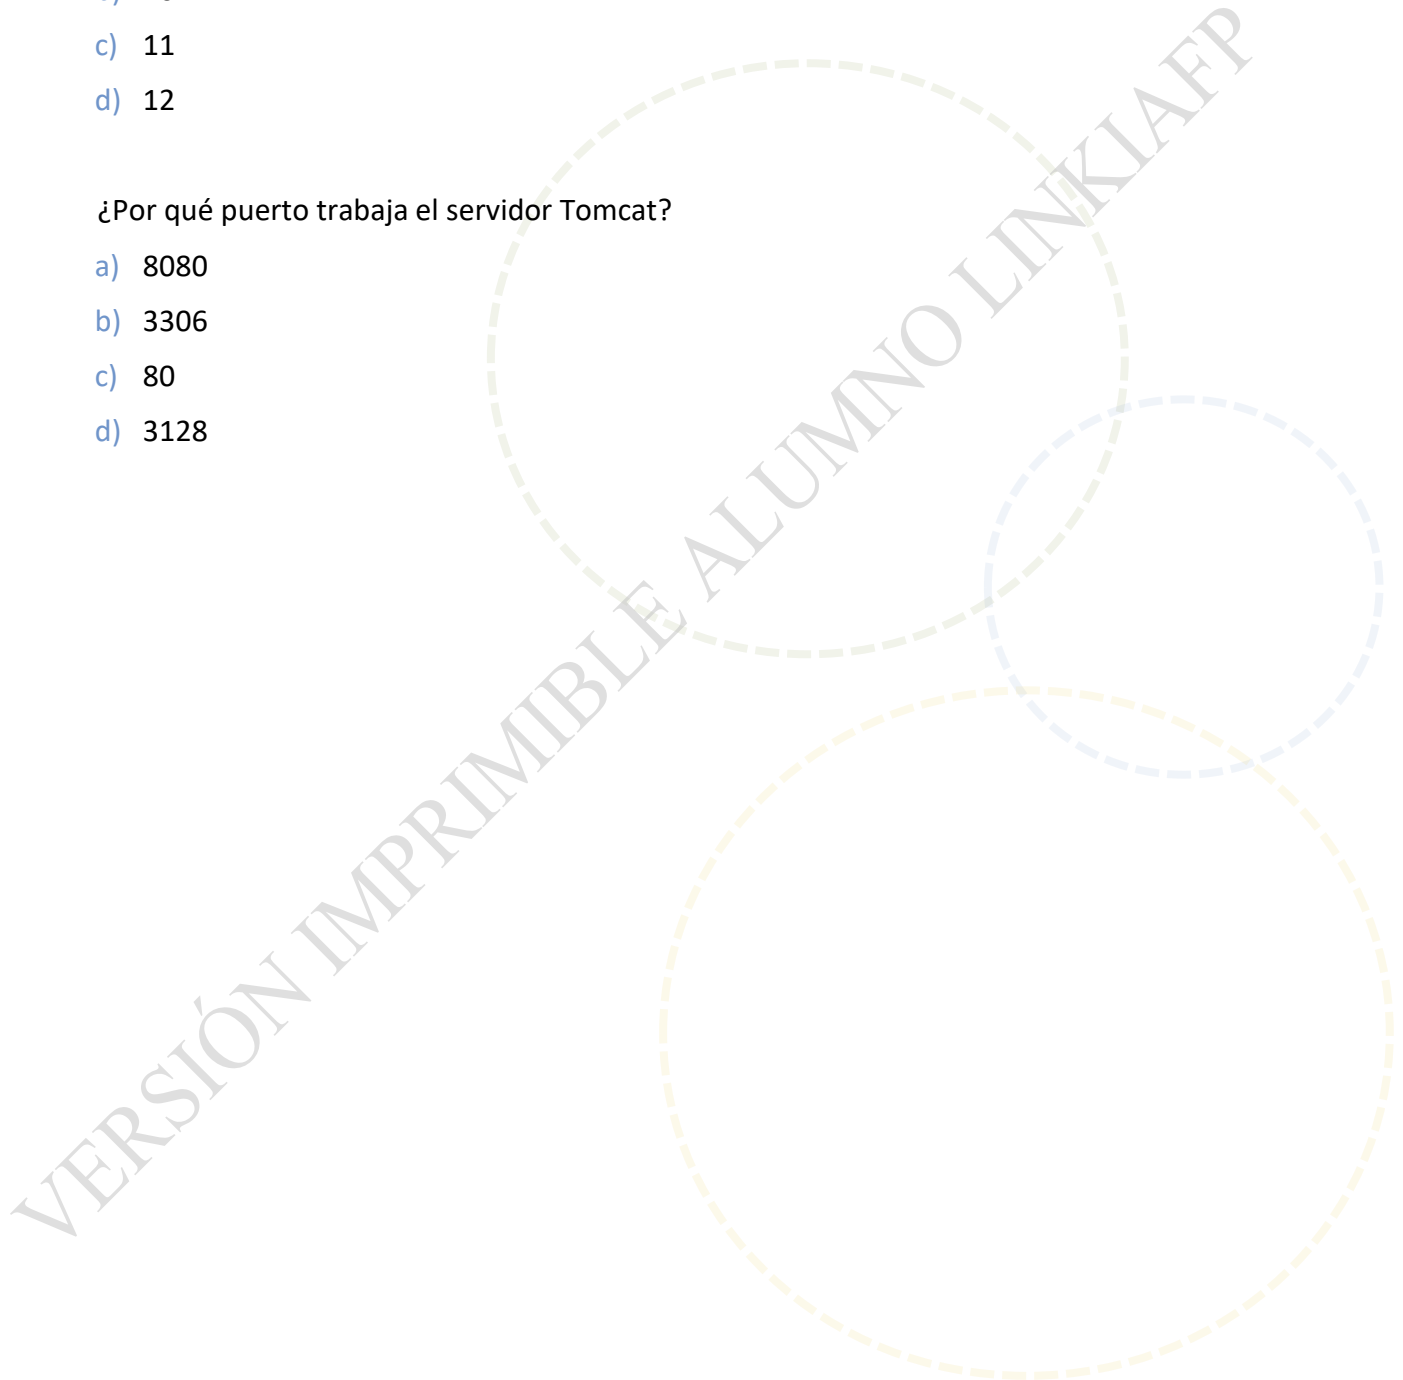 c) 11
d) 12
¿Por qué puerto trabaja el servidor Tomcat?
a) 8080
b) 3306
c) 80
d) 3128
VERSIÓN IMPRIMIBLE ALUMNO LINKIAFP